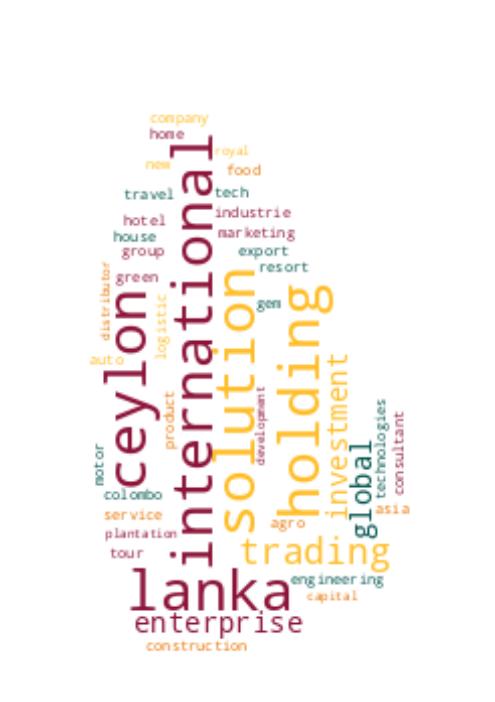 company
home
royal
new
food
travel
tech
hotel
industrie
house
marketing
group
export
resort
green
distributor
international
ceylon
logistic
solution
gem
holding
auto
product
development
investment
motor
global
technologies
consultant
colombo
service
agro
asia
plantation
tour
trading
lanka
engineering
capital
enterprise
construction